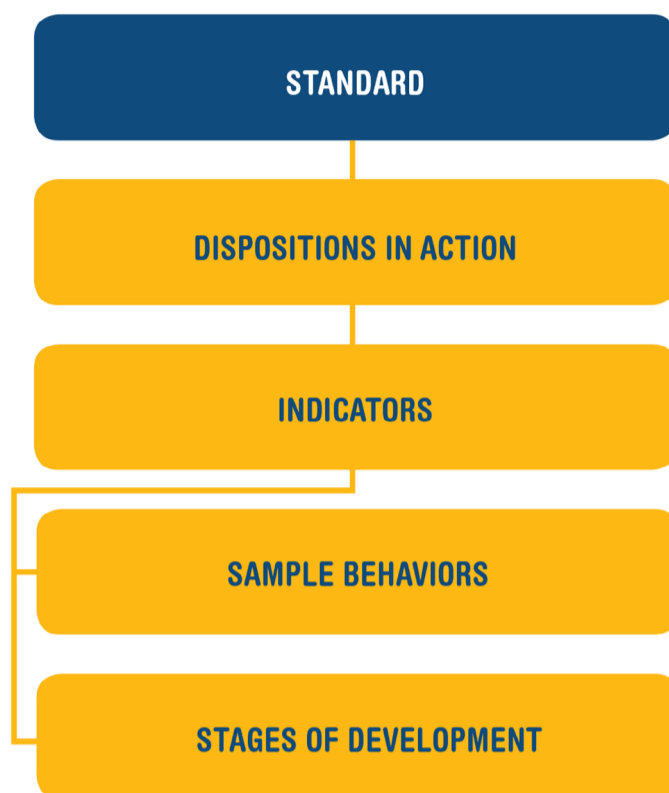 STANDARD
DISPOSITIONS IN ACTION
INDICATORS
SAMPLE BEHAVIORS
STAGES OF DEVELOPMENT